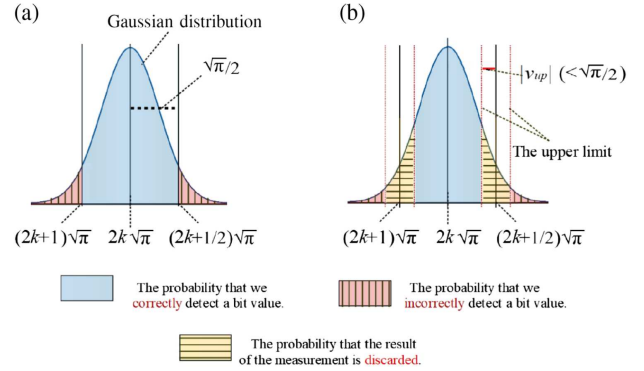 (a)
Gaussian distribution
√π/2
(2k+1)√π
2k√π
(2k+1/2)√π
(b)
|vup| (<√π/2)
The upper limit
(2k+1)√π
2k√π
(2k+1/2)√π
The probability that we
correctly detect a bit value.
The probability that we
incorrectly detect a bit value.
The probability that the result
of the measurement is discarded.